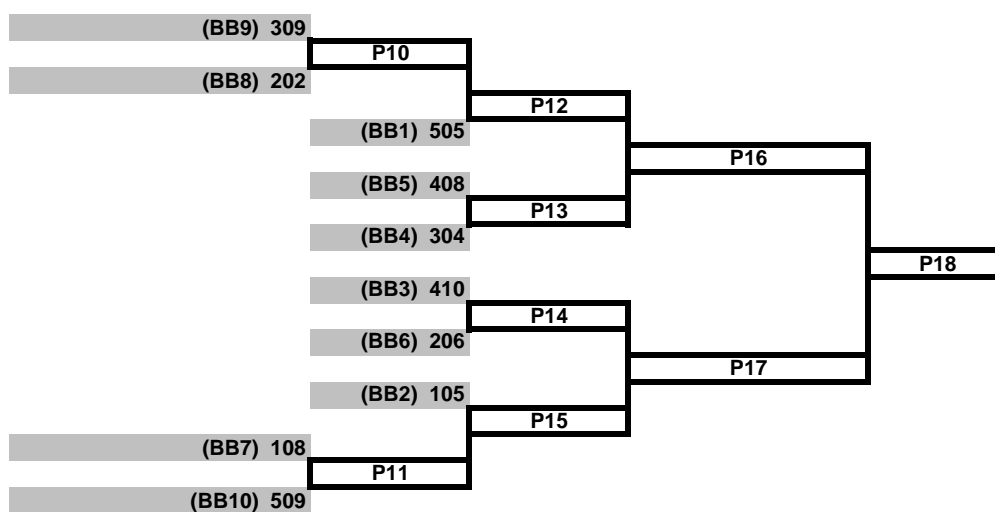 (BB9) 309
P10
(BB8) 202
P12
(BB1) 505
P16
(BB5) 408
P13
(BB4) 304
P18
(BB3) 410
P14
(BB6) 206
P17
(BB2) 105
P15
(BB7) 108
P11
(BB10) 509